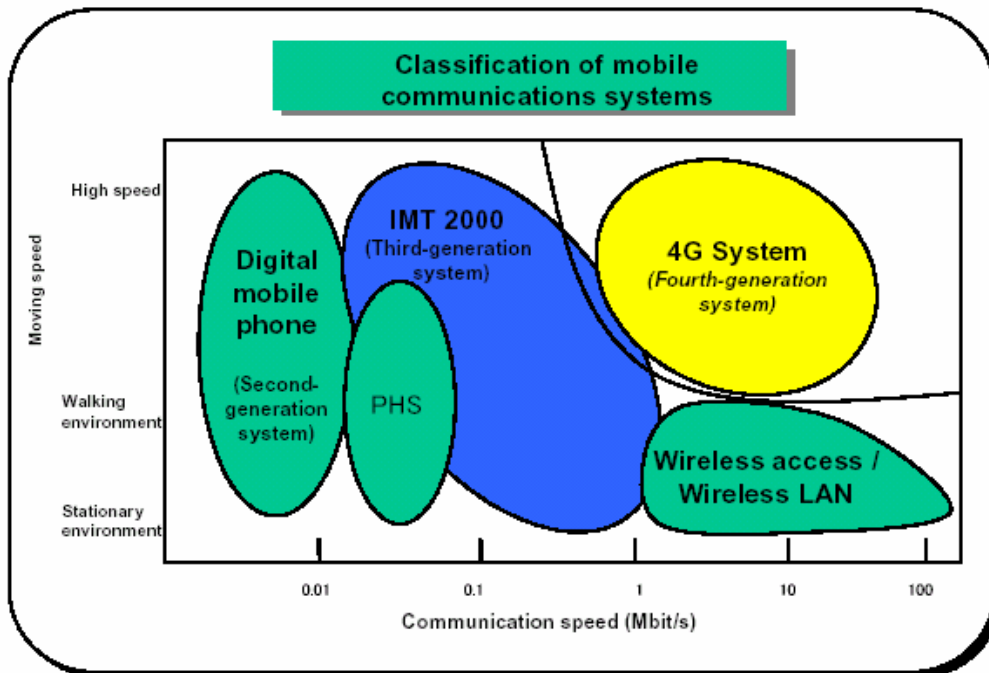 Classification of mobile
communications systems
High speed
Moving speed
Walking
environment
Stationary
environment
Digital
mobile
phone
(Second-
generation
system)
IMT 2000
(Third-generation
system)
PHS
4G System
(Fourth-generation
system)
Wireless access /
Wireless LAN
0.01
0.1
1
10
100
Communication speed (Mbit/s)